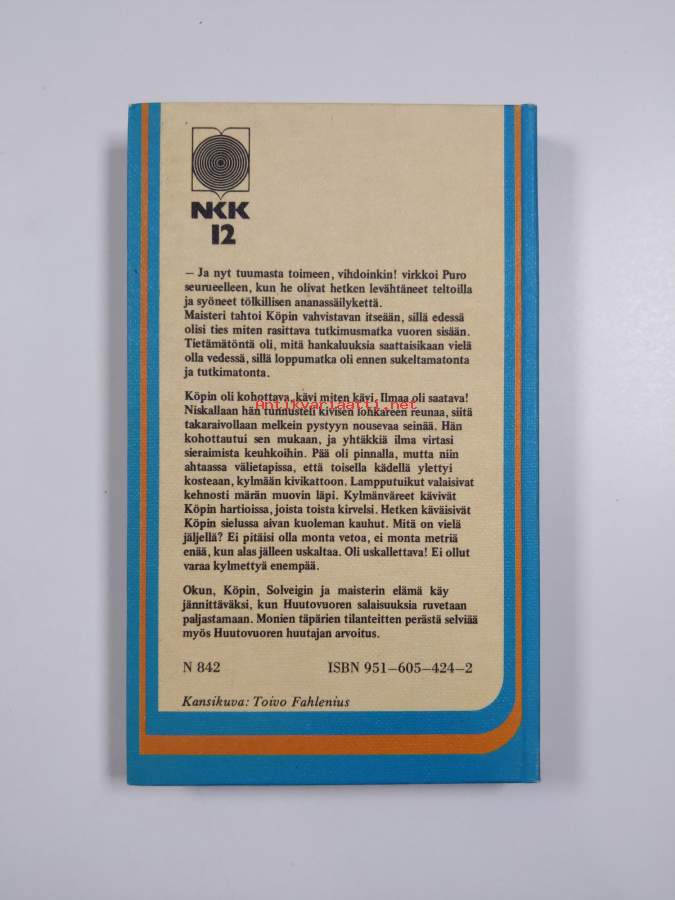 NKK
12
— Ja nyt tuumasta toimeen, vihdoinkin! virkkoi Puro
seurueelleen, kun he olivat hetken levähtäneet teltoilla
ja syöneet tölkillisen ananassäilykettä.
Maisteri tahtoi Köpin vahvistavan itseään, sillä edessä
olisi ties miten rasittava tutkimusmatka vuoren sisään.
Tietämätöntä oli, mitä hankaluuksia saattaisikaan vielä
olla vedessä, sillä loppumatka oli ennen sukeltamatonta
ja tutkimatonta.
Köpin oli kohottava, kävi miten kävi. Ilmaa oli saatava!
Antikvariaatti.net
Niskallaan hän tunnusteli kivisen lohkareen reunaa, siitä
takaraivollaan melkein pystyyn nousevaa seinää. Hän
kohottautui sen mukaan, ja yhtäkkiä ilma virtasi
sieraimista keuhkoihin. Pää oli pinnalla, mutta niin
ahtaassa välietapissa, että toisella kädellä ylettyi
kosteaan, kylmään kivikattoon. Lampputuikut valaisivat
kehnosti märän muovin läpi. Kylmänväreet kävivät
Köpin hartioissa, joista toista kirvelsi. Hetken käväisivät
Köpin sielussa aivan kuoleman kauhut. Mitä on vielä
jäljellä? Ei pitäisi olla monta vetoa, ei monta metriä
enää, kun alas jälleen uskaltaa. Oli uskallettava! Ei ollut
varaa kylmettyä enempää.
Okun, Köpin, Solveigin ja maisterin elämä käy
jännittäväksi, kun Huutovuoren salaisuuksia ruvetaan
paljastamaan. Monien täpärien tilanteitten perästä selviää
myös Huutovuoren huutajan arvoitus.
N 842 ISBN 951–605–424–2
Kansikuva: Toivo Fahlenius